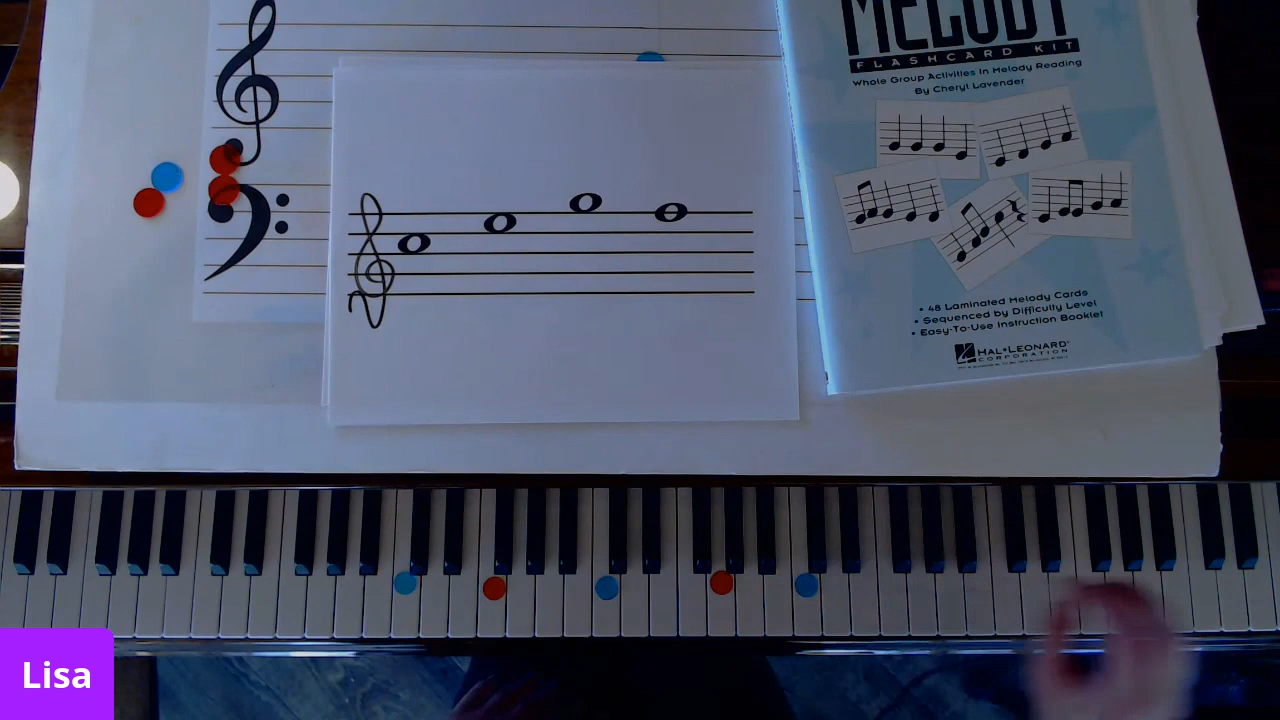 MELODY
FLASHCARD KIT
Whole Group Activities In Melody Reading
By Cheryl Lavender
• 48 Laminated Melody Cards
• Sequenced by Difficulty Level
• Easy-To-Use Instruction Booklet
HAL•LEONARD
CORPORATION
Lisa